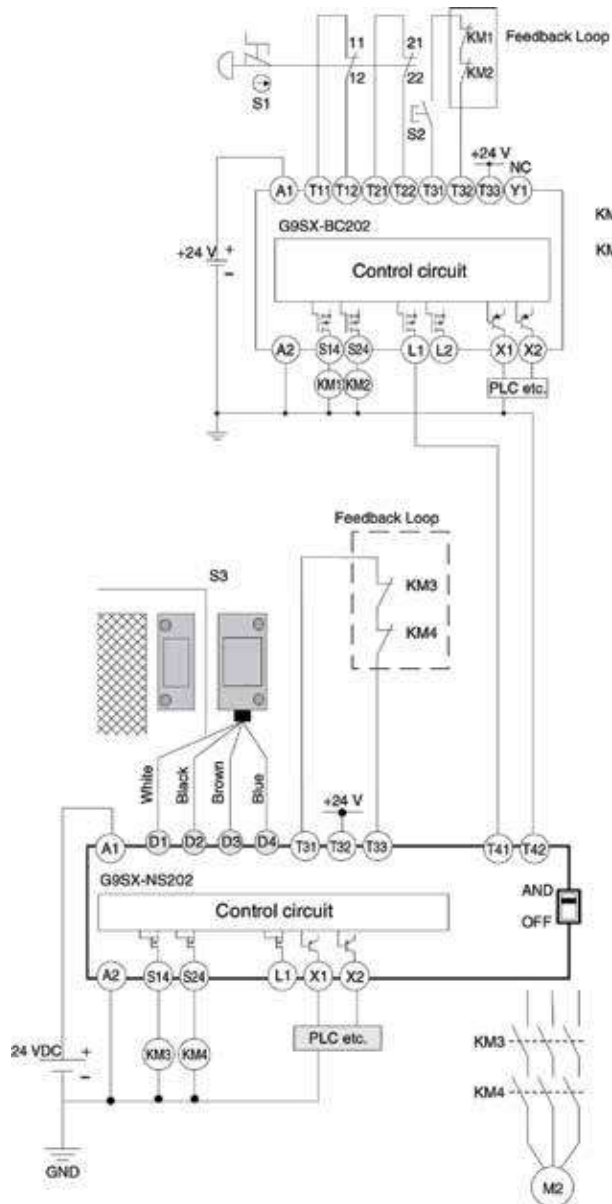 11
21
KM1
Feedback Loop
12
22
KM2
S1
S2
+24 V
NC
A1 T11 T12 T21 T22 T31 T32 T33 Y1
G9SX-BC202
KM
KM
+24 V +
-
Control circuit
A2 S14 S24 L1 L2 X1 X2
KM1 KM2 PLC etc.
Feedback Loop
S3
KM3
KM4
White Black Brown Blue
+24 V
A1 D1 D2 D3 D4 T31 T32 T33 T41 T42
G9SX-NS202
AND
Control circuit
OFF
A2 S14 S24 L1 X1 X2
24 VDC +
-
KM3 KM4 PLC etc.
KM3
KM4
GND
M2